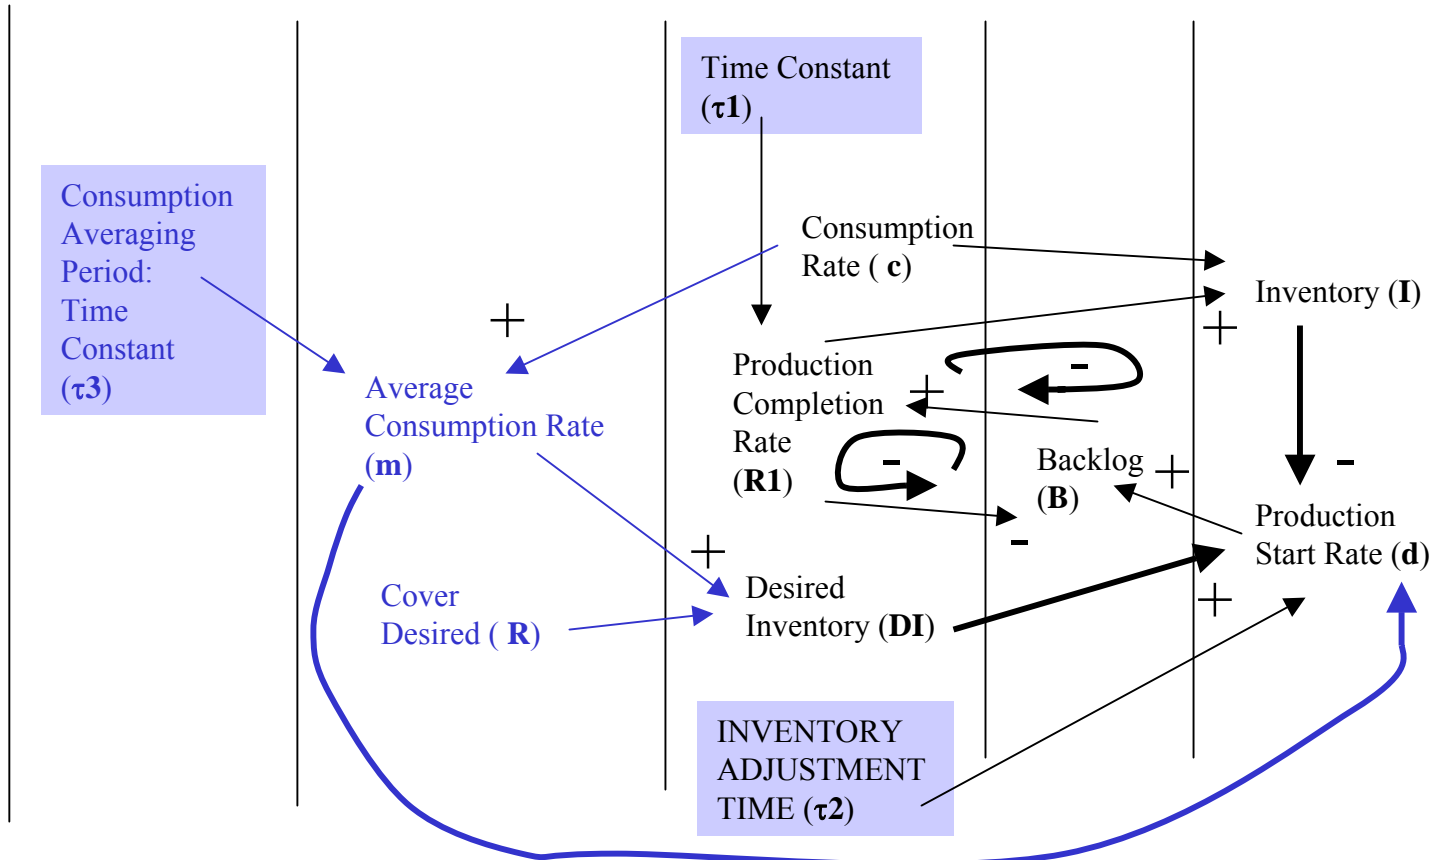 Time Constant
(τ1)
Consumption
Averaging
Period:
Time
Constant
(τ3)
Consumption
Rate ( c)
Inventory (I)
+
+
Production
Completion
Rate
(R1)
-
+
-
Average
Consumption Rate
(m)
-
Backlog
(B)
+
-
Production
Start Rate (d)
-
+
Cover
Desired ( R)
Desired
Inventory (DI)
+
INVENTORY
ADJUSTMENT
TIME (τ2)